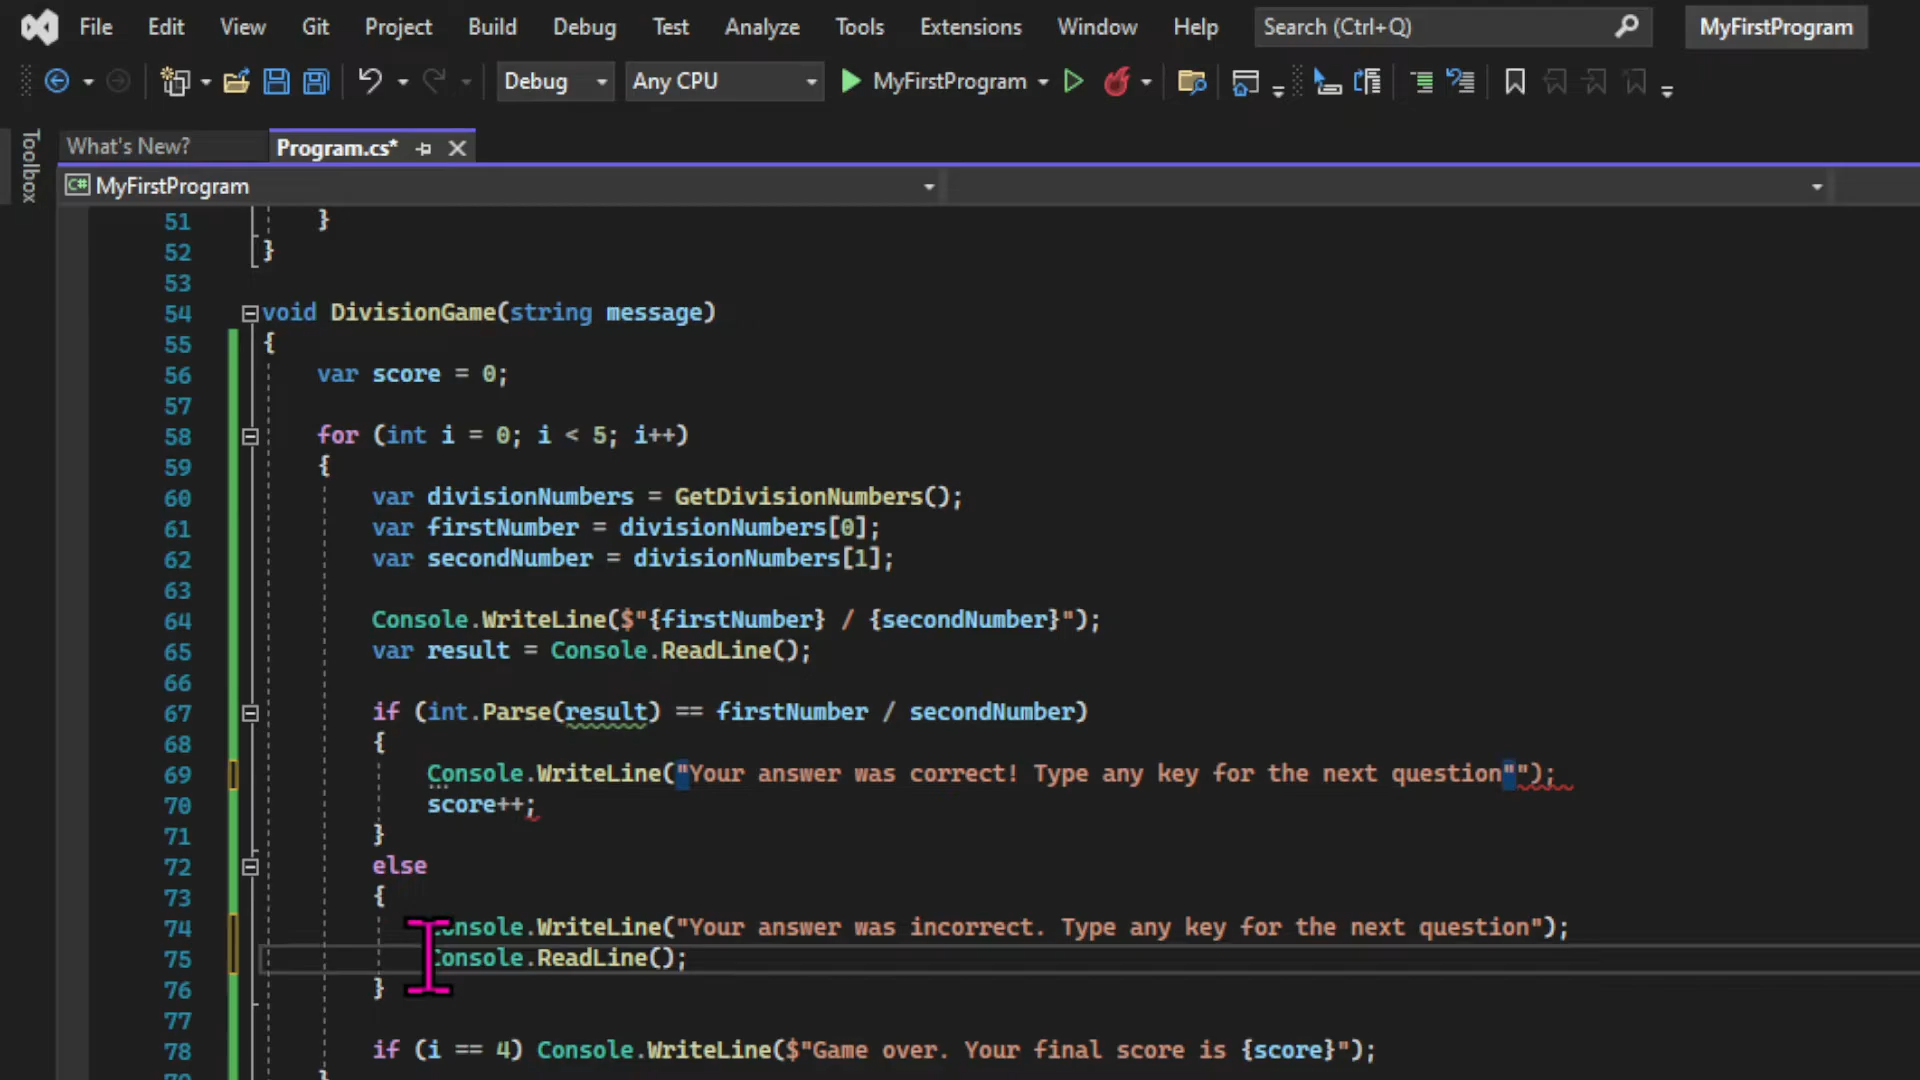 File Edit View Git Project Build Debug Test Analyze Tools Extensions Window Help Search (Ctrl+Q) MyFirstProgram
Debug Any CPU MyFirstProgram
Toolbox
What's New? Program.cs*
C# MyFirstProgram
51 }
52 }
53
54 void DivisionGame(string message)
55 {
56 var score = 0;
57
58 for (int i = 0; i < 5; i++)
59 {
60 var divisionNumbers = GetDivisionNumbers();
61 var firstNumber = divisionNumbers[0];
62 var secondNumber = divisionNumbers[1];
63
64 Console.WriteLine($"{firstNumber} / {secondNumber}");
65 var result = Console.ReadLine();
66
67 if (int.Parse(result) == firstNumber / secondNumber)
68 {
69 Console.WriteLine("Your answer was correct! Type any key for the next question"");
70 score++;
71 }
72 else
73 {
74 Console.WriteLine("Your answer was incorrect. Type any key for the next question");
75 Console.ReadLine();
76 }
77
78 if (i == 4) Console.WriteLine($"Game over. Your final score is {score}");